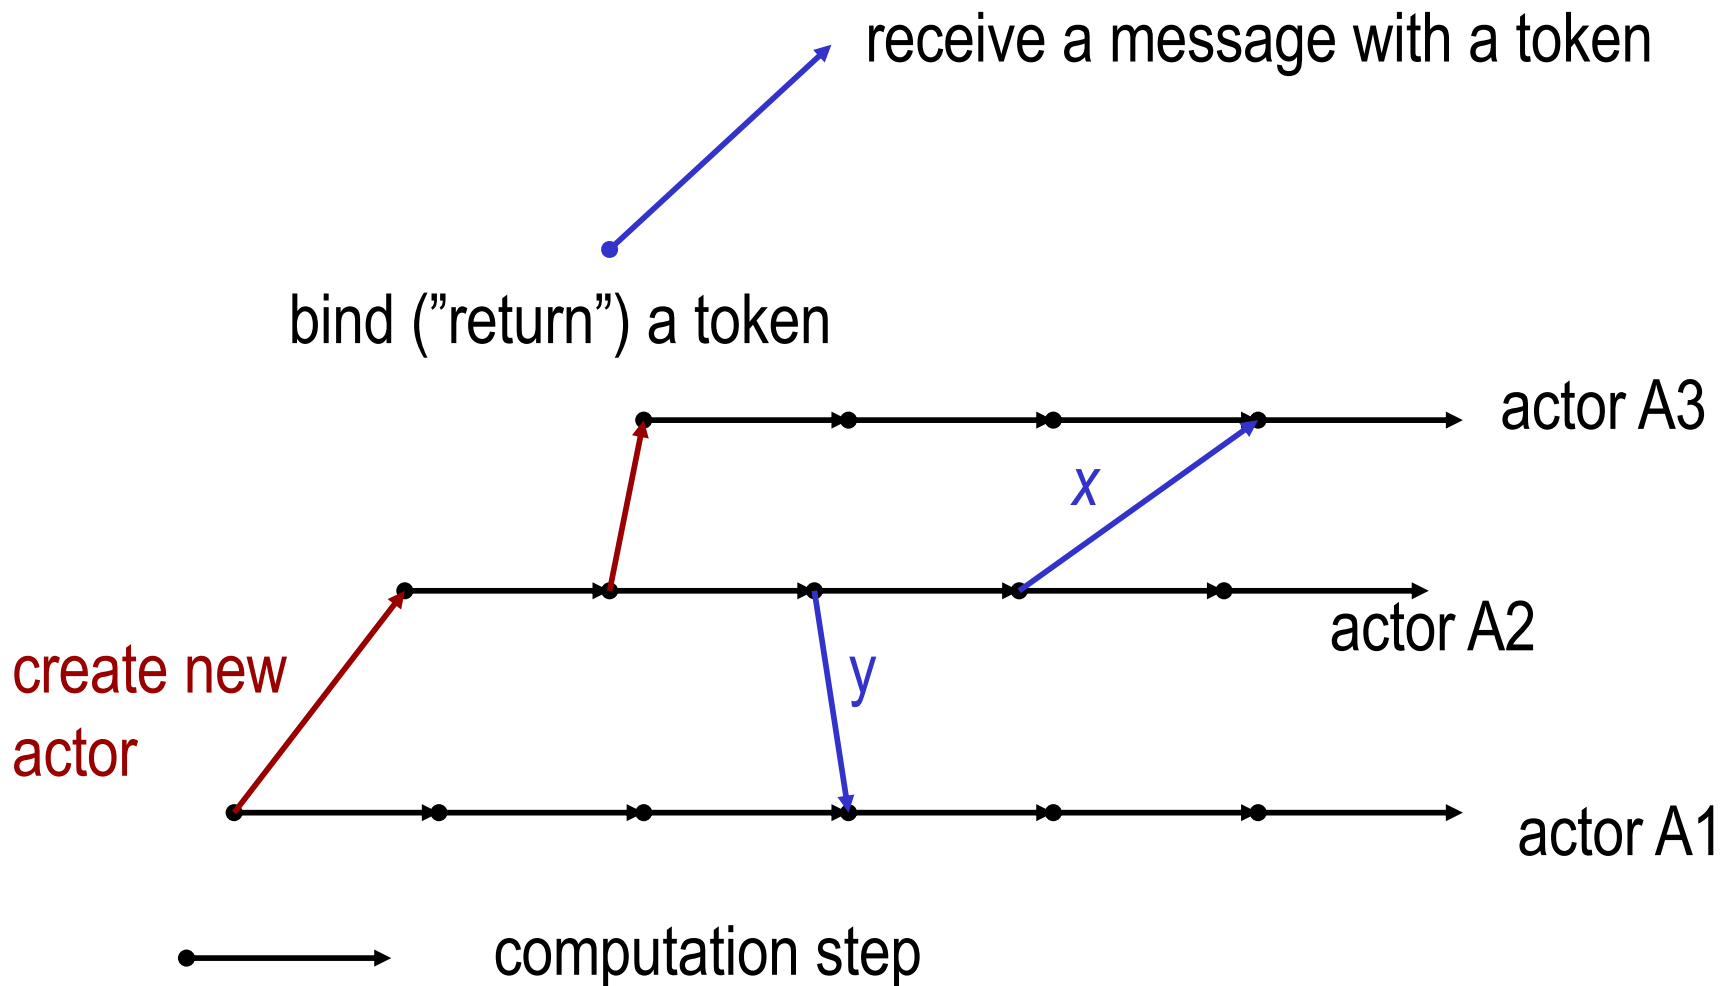 receive a message with a token
bind (”return”) a token
actor A3
x
actor A2
create new
y
actor
actor A1
computation step